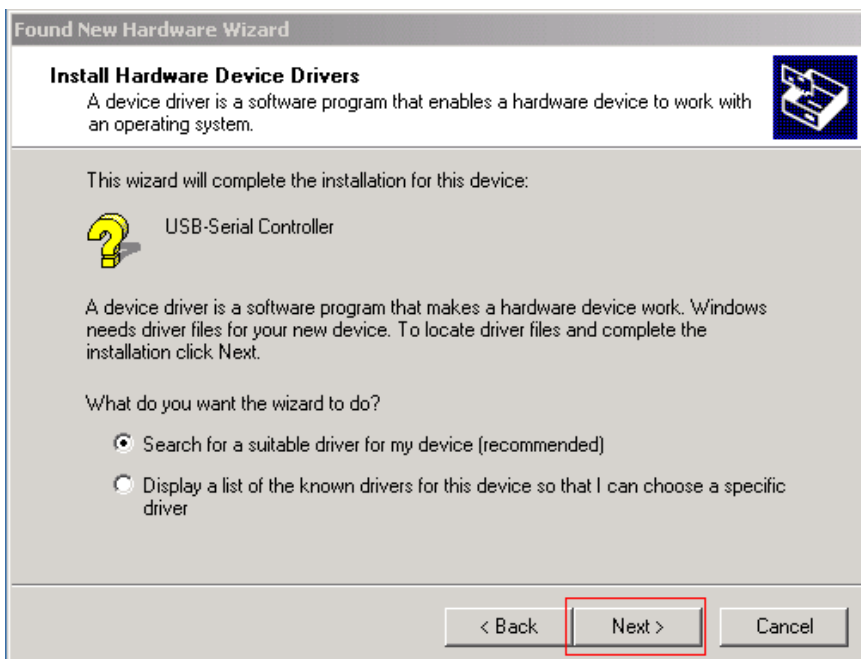 Found New Hardware Wizard
Install Hardware Device Drivers
A device driver is a software program that enables a hardware device to work with
an operating system.
This wizard will complete the installation for this device:
USB-Serial Controller
A device driver is a software program that makes a hardware device work. Windows
needs driver files for your new device. To locate driver files and complete the
installation click Next.
What do you want the wizard to do?
Search for a suitable driver for my device (recommended)
Display a list of the known drivers for this device so that I can choose a specific
driver
< Back
Next >
Cancel